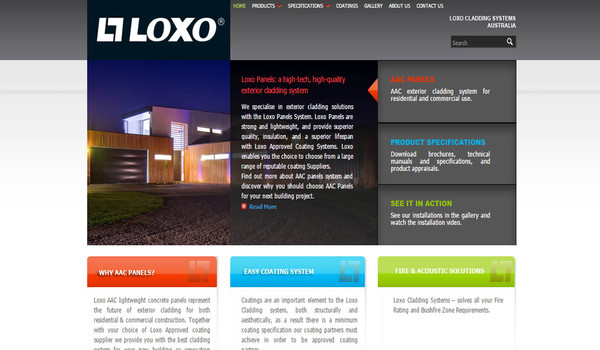 LOXO®
HOME PRODUCTS SPECIFICATIONS COATINGS GALLERY ABOUT US CONTACT US
LOXO CLADDING SYSTEMS
AUSTRALIA
Search
Loxo Panels: a high-tech, high-quality
exterior cladding system
We specialise in exterior cladding solutions
with the Loxo Panels System. Loxo Panels are
strong and lightweight, and provide superior
quality, insulation, and a superior lifespan
with Loxo Approved Coating Systems. Loxo
enables you the choice to choose from a large
range of reputable coating Suppliers.
Find out more about AAC panels system and
discover why you should choose AAC Panels
for your next building project.
Read More
AAC PANELS
AAC exterior cladding system for
residential and commercial use.
PRODUCT SPECIFICATIONS
Download brochures, technical
manuals and specifications, and
product appraisals.
SEE IT IN ACTION
See our installations in the gallery and
watch the installation video.
WHY AAC PANELS?
Loxo AAC lightweight concrete panels represent
the future of exterior cladding for both
residential & commercial construction. Together
with your choice of Loxo Approved coating
supplier we provide you with the best cladding
system for your new building or renovation
EASY COATING SYSTEM
Coatings are an important element to the Loxo
Cladding system, both structurally and
aesthetically, as a result there is a minimum
coating specification our coating partners must
achieve in order to be approved coating
partner
FIRE & ACOUSTIC SOLUTIONS
Loxo Cladding Systems – solves all your Fire
Rating and Bushfire Zone Requirements.